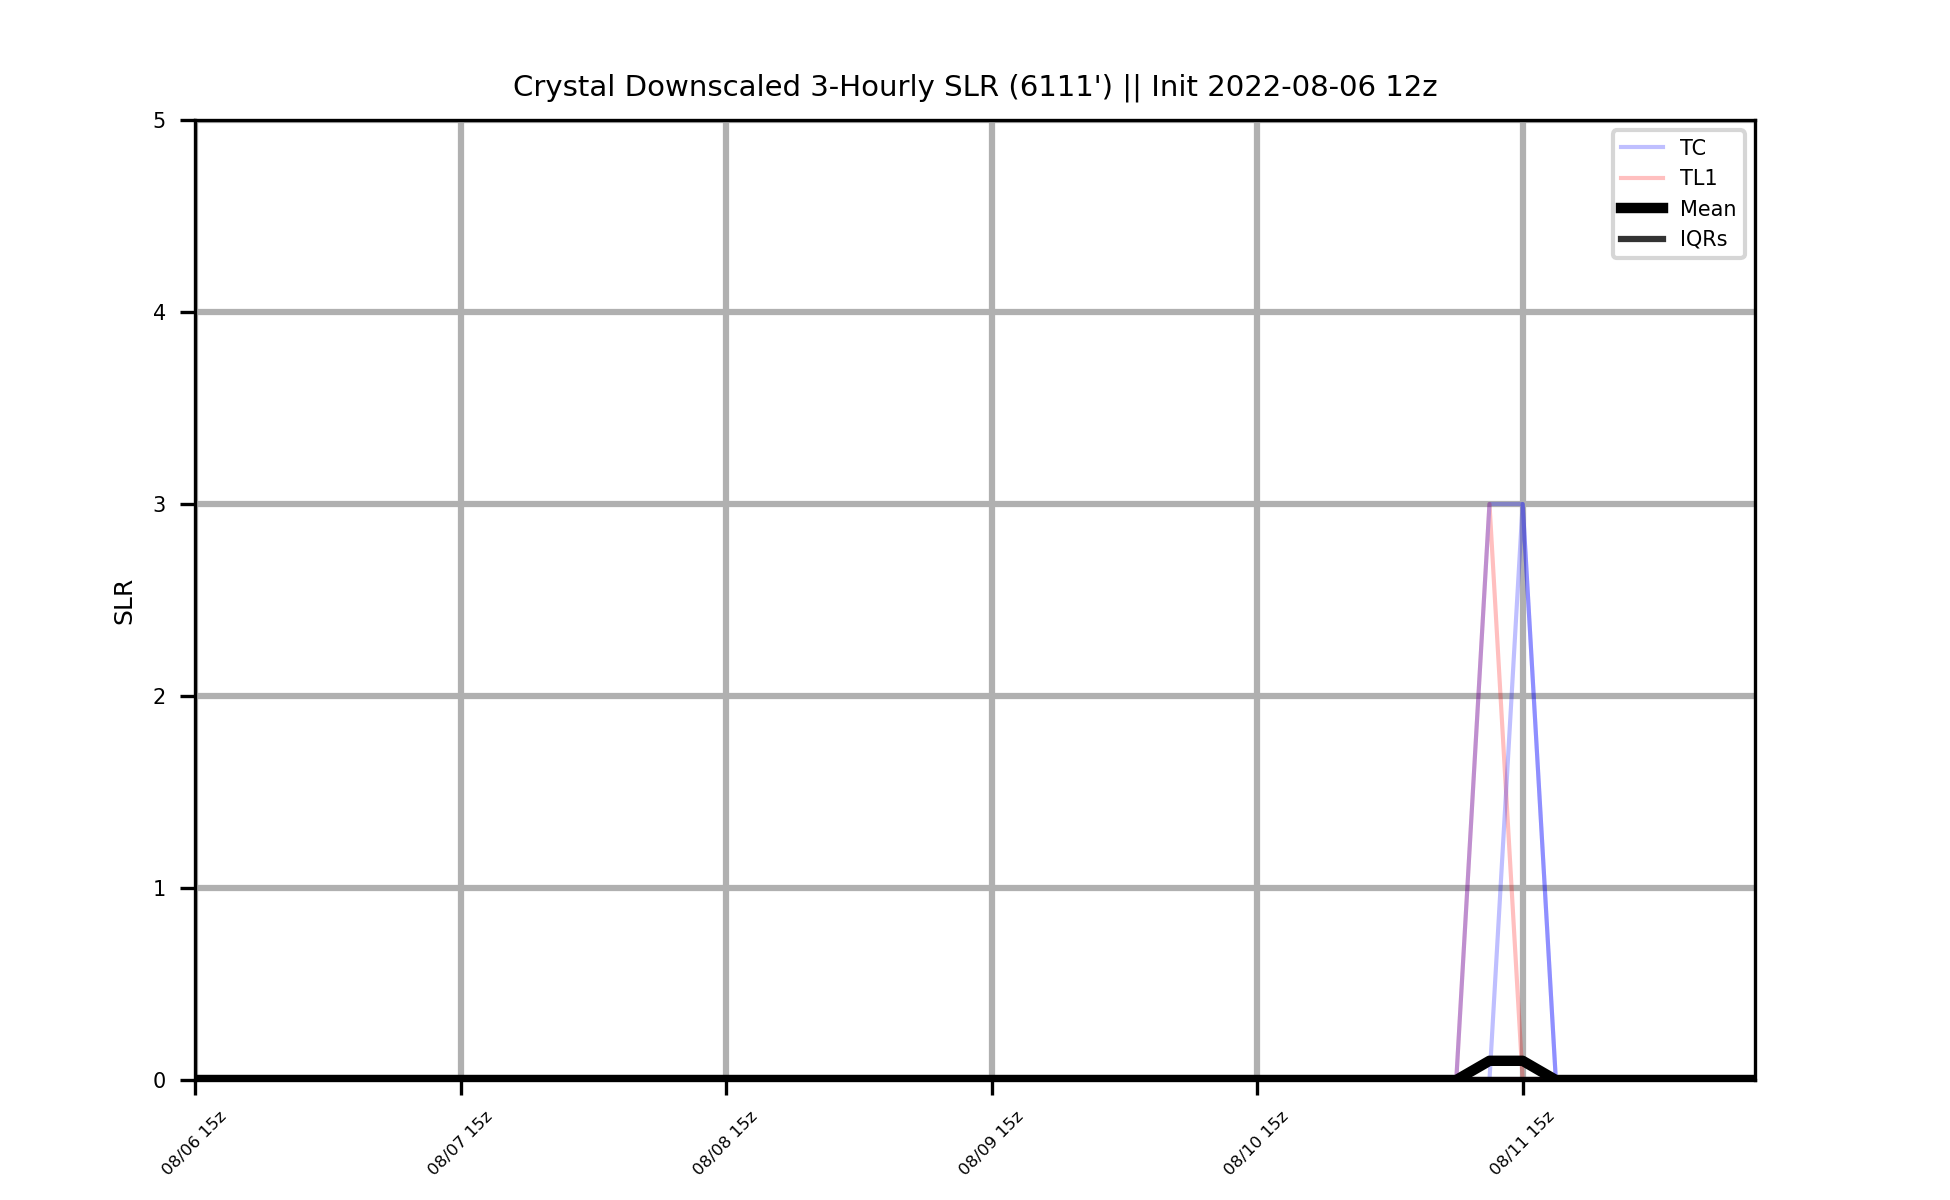 Crystal Downscaled 3-Hourly SLR (6111') || Init 2022-08-06 12z
5
4
3
2
1
0
SLR
TC
TL1
Mean
IQRs
08/06 15z
08/07 15z
08/08 15z
08/09 15z
08/10 15z
08/11 15z